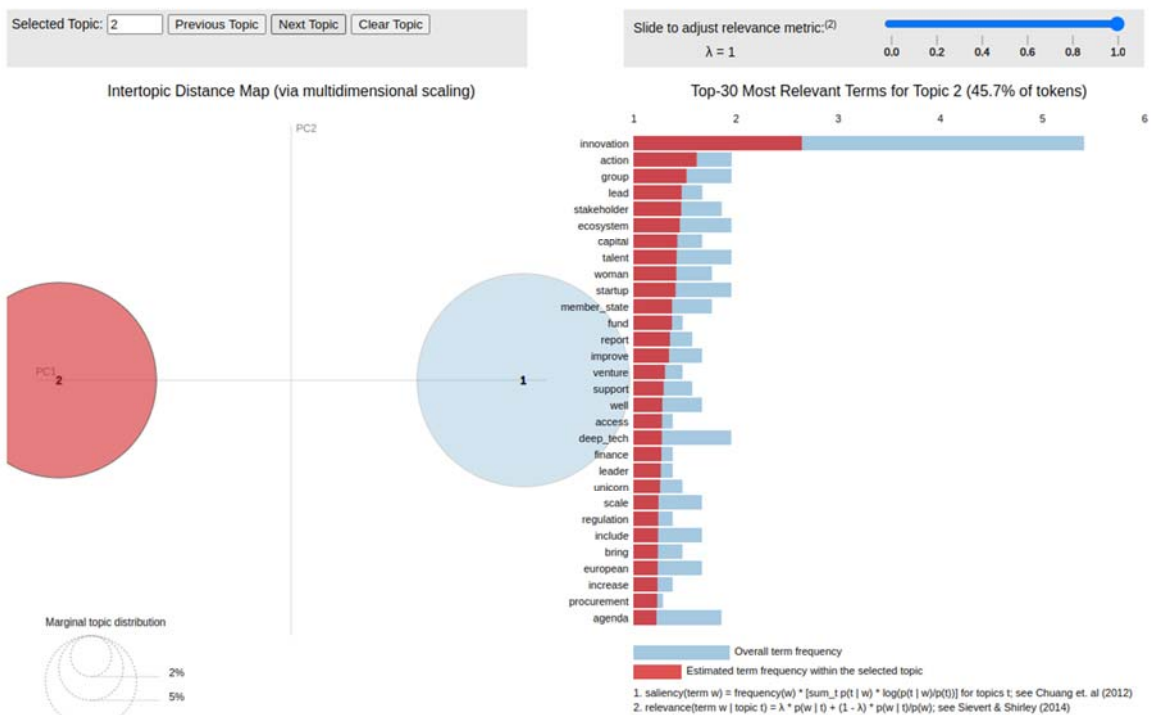 Selected Topic: 2 Previous Topic Next Topic Clear Topic
Slide to adjust relevance metric:(2)
λ = 1
0.0 0.2 0.4 0.6 0.8 1.0
Intertopic Distance Map (via multidimensional scaling)
PC2
PC1
2
1
Marginal topic distribution
2%
5%
Top-30 Most Relevant Terms for Topic 2 (45.7% of tokens)
1 2 3 4 5 6
innovation
action
group
lead
stakeholder
ecosystem
capital
talent
woman
startup
member_state
fund
report
improve
venture
support
well
access
deep_tech
finance
leader
unicorn
scale
regulation
include
bring
european
increase
procurement
agenda
Overall term frequency
Estimated term frequency within the selected topic
1. saliency(term w) = frequency(w) * [sum_t p(t | w) * log(p(t | w)/p(t))] for topics t; see Chuang et. al (2012)
2. relevance(term w | topic t) = λ * p(w | t) + (1 - λ) * p(w | t)/p(w); see Sievert & Shirley (2014)